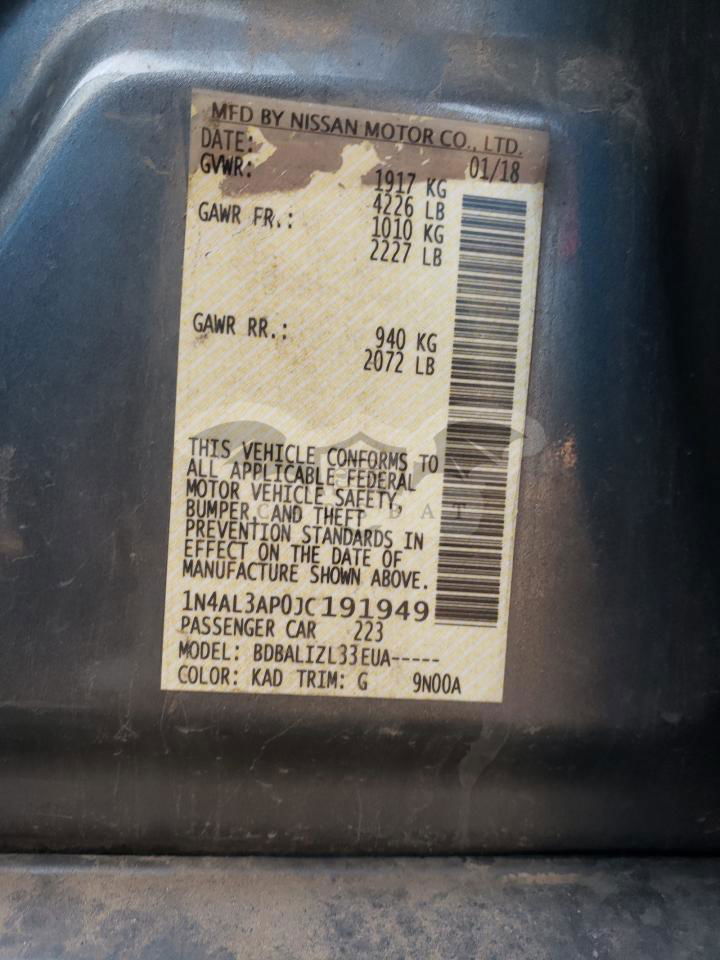 MFD BY NISSAN MOTOR CO., LTD.
DATE: 01/18
GVWR: 1917 KG
4226 LB
GAWR FR.: 1010 KG
2227 LB
GAWR RR.: 940 KG
2072 LB
THIS VEHICLE CONFORMS TO
ALL APPLICABLE FEDERAL
MOTOR VEHICLE SAFETY,
BUMPER, AND THEFT
PREVENTION STANDARDS IN
EFFECT ON THE DATE OF
MANUFACTURE SHOWN ABOVE.
1N4AL3AP0JC191949
PASSENGER CAR 223
MODEL: BDBALIZL33EUA-----
COLOR: KAD TRIM: G 9N00A